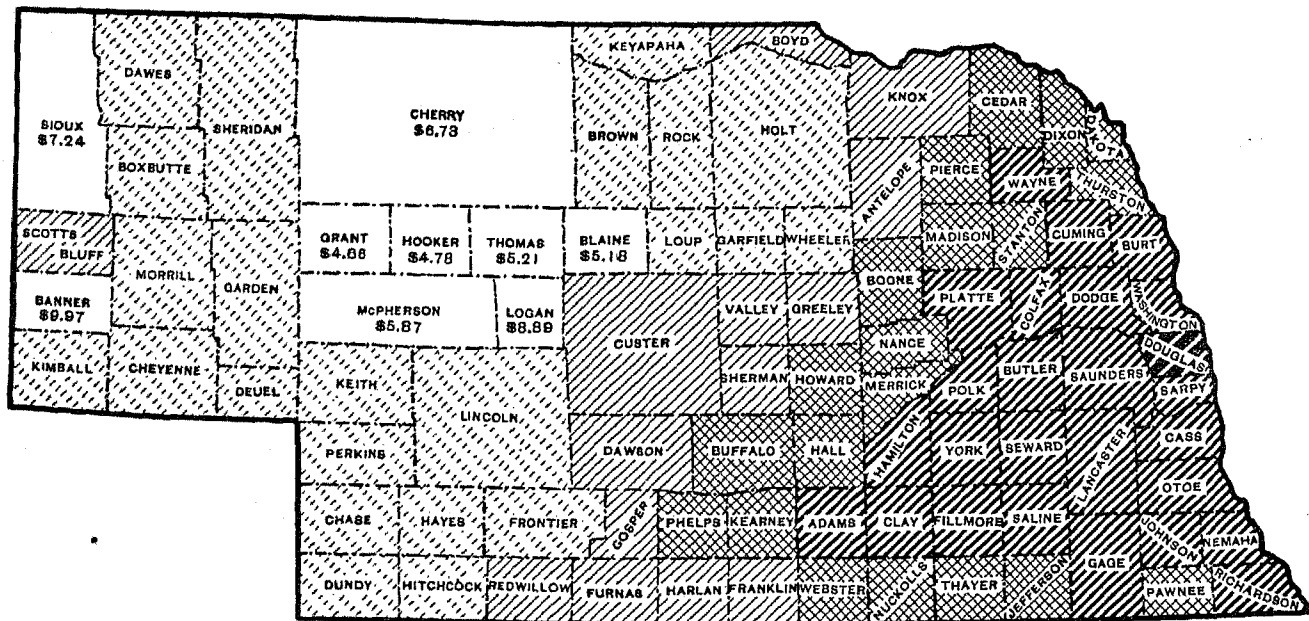 KEYAPAHA
BOYD
DAWES
SIOUX
$7.24
SHERIDAN
CHERRY
$6.73
BROWN
ROCK
HOLT
KNOX
CEDAR
DIXON
DAKOTA
BOXBUTTE
ANTELOPE
PIERCE
WAYNE
THURSTON
SCOTTS
BLUFF
MORRILL
GARDEN
GRANT
$4.66
HOOKER
$4.78
THOMAS
$5.21
BLAINE
$5.18
LOUP
GARFIELD
WHEELER
MADISON
STANTON
CUMING
BURT
BANNER
$9.97
McPHERSON
$5.87
LOGAN
$8.89
CUSTER
VALLEY
GREELEY
BOONE
PLATTE
COLFAX
DODGE
WASHINGTON
NANCE
DOUGLAS
KIMBALL
CHEYENNE
DEUEL
KEITH
LINCOLN
SHERMAN
HOWARD
MERRICK
POLK
BUTLER
SAUNDERS
SARPY
PERKINS
DAWSON
BUFFALO
HALL
HAMILTON
YORK
SEWARD
LANCASTER
CASS
OTOE
CHASE
HAYES
FRONTIER
GOSPER
PHELPS
KEARNEY
ADAMS
CLAY
FILLMORE
SALINE
GAGE
JOHNSON
NEMAHA
DUNDY
HITCHCOCK
REDWILLOW
FURNAS
HARLAN
FRANKLIN
WEBSTER
NUCKOLLS
THAYER
JEFFERSON
PAWNEE
RICHARDSON